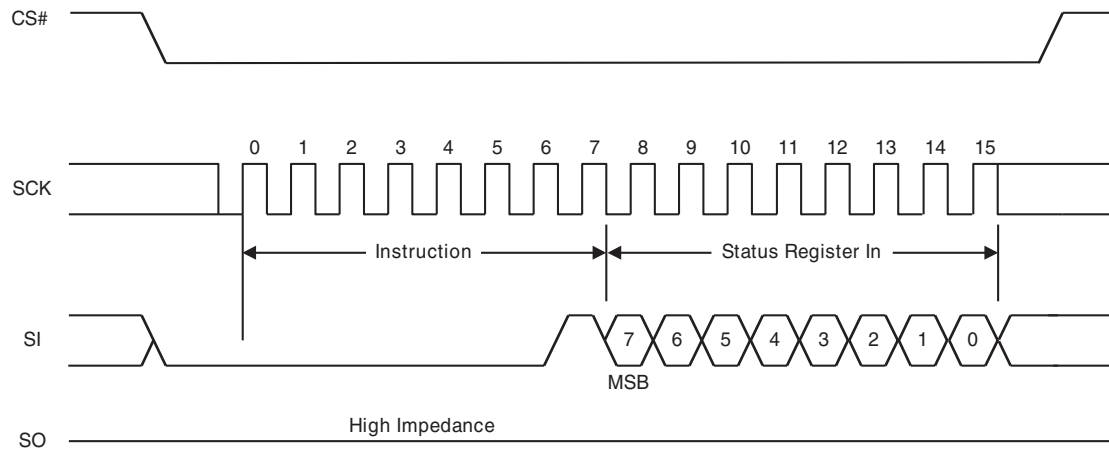 CS#
0 1 2 3 4 5 6 7 8 9 10 11 12 13 14 15
SCK
Instruction
Status Register In
SI
7 6 5 4 3 2 1 0
MSB
High Impedance
SO